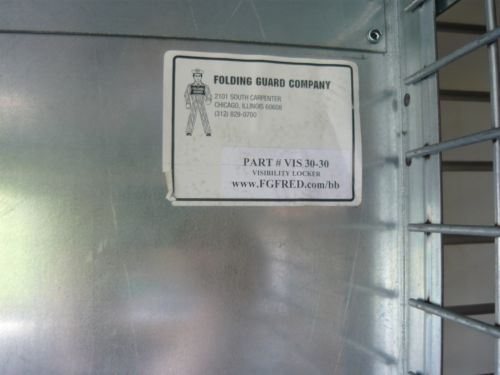 FOLDING GUARD COMPANY
2101 SOUTH CARPENTER
CHICAGO, ILLINOIS 60608
(312) 829-0700
PART # VIS 30-30
VISIBILITY LOCKER
www.FGFRED.com/bb